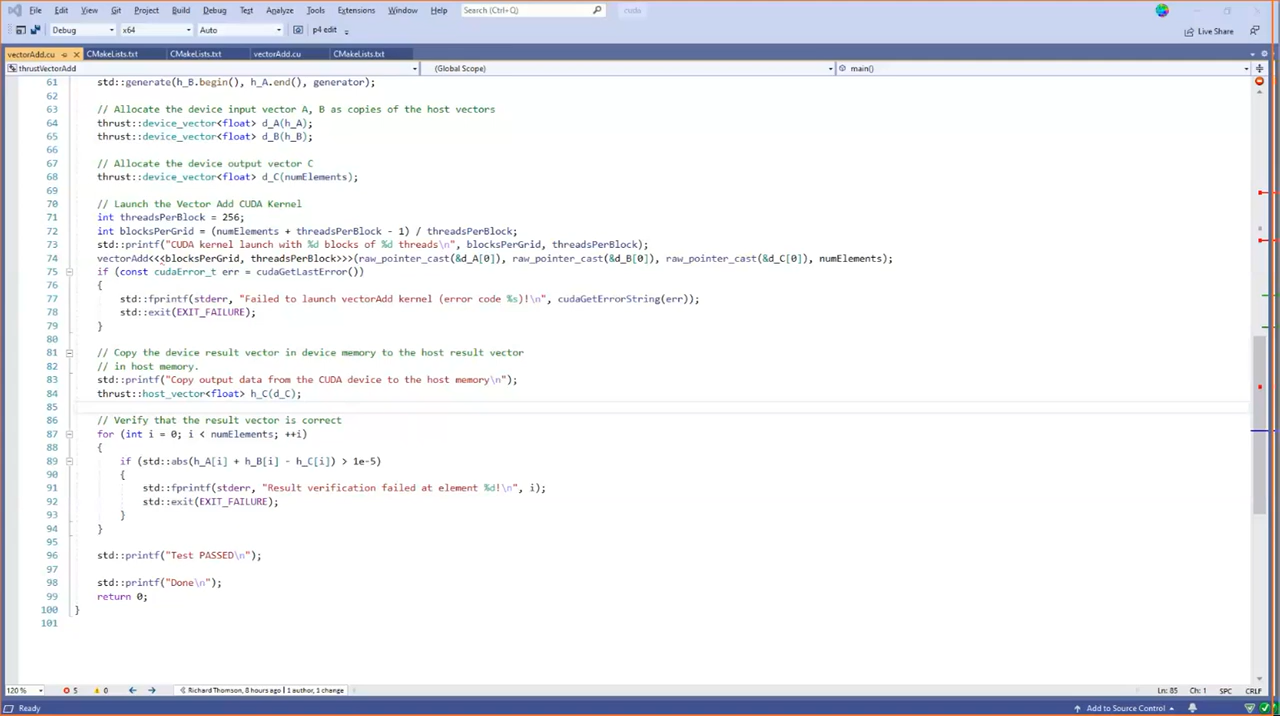 File Edit View Git Project Build Debug Test Analyze Tools Extensions Window Help Search (Ctrl+Q) cuda
Debug x64 Auto p4 edit Live Share
vectorAdd.cu CMakeLists.txt CMakeLists.txt vectorAdd.cu CMakeLists.txt
thrustVectorAdd (Global Scope) main()
61 std::generate(h_B.begin(), h_A.end(), generator);
62
63 // Allocate the device input vector A, B as copies of the host vectors
64 thrust::device_vector<float> d_A(h_A);
65 thrust::device_vector<float> d_B(h_B);
66
67 // Allocate the device output vector C
68 thrust::device_vector<float> d_C(numElements);
69
70 // Launch the Vector Add CUDA Kernel
71 int threadsPerBlock = 256;
72 int blocksPerGrid = (numElements + threadsPerBlock - 1) / threadsPerBlock;
73 std::printf("CUDA kernel launch with %d blocks of %d threads\n", blocksPerGrid, threadsPerBlock);
74 vectorAdd<<<blocksPerGrid, threadsPerBlock>>>(raw_pointer_cast(&d_A[0]), raw_pointer_cast(&d_B[0]), raw_pointer_cast(&d_C[0]), numElements);
75 if (const cudaError_t err = cudaGetLastError())
76 {
77 std::fprintf(stderr, "Failed to launch vectorAdd kernel (error code %s)!\n", cudaGetErrorString(err));
78 std::exit(EXIT_FAILURE);
79 }
80
81 // Copy the device result vector in device memory to the host result vector
82 // in host memory.
83 std::printf("Copy output data from the CUDA device to the host memory\n");
84 thrust::host_vector<float> h_C(d_C);
85
86 // Verify that the result vector is correct
87 for (int i = 0; i < numElements; ++i)
88 {
89 if (std::abs(h_A[i] + h_B[i] - h_C[i]) > 1e-5)
90 {
91 std::fprintf(stderr, "Result verification failed at element %d!\n", i);
92 std::exit(EXIT_FAILURE);
93 }
94 }
95
96 std::printf("Test PASSED\n");
97
98 std::printf("Done\n");
99 return 0;
100 }
101
120 % 5 0 Richard Thomson, 8 hours ago | 1 author, 1 change Ln: 85 Ch: 1 SPC CRLF
Ready Add to Source Control